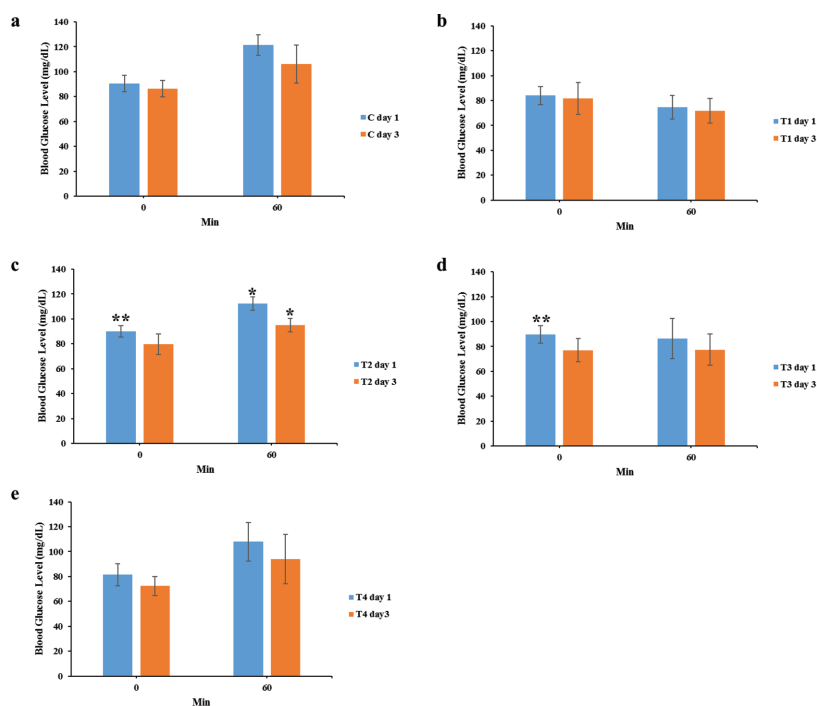 a
Blood Glucose Level (mg/dL)
140
120
100
80
60
40
20
0
0
60
Min
C day 1
C day 3
b
Blood Glucose Level (mg/dL)
140
120
100
80
60
40
20
0
0
60
Min
T1 day 1
T1 day 3
c
Blood Glucose Level (mg/dL)
140
120
100
80
60
40
20
0
**
*
*
0
60
Min
T2 day 1
T2 day 3
d
Blood Glucose Level (mg/dL)
140
120
100
80
60
40
20
0
**
0
60
Min
T3 day 1
T3 day 3
e
Blood Glucose Level (mg/dL)
140
120
100
80
60
40
20
0
0
60
Min
T4 day 1
T4 day3